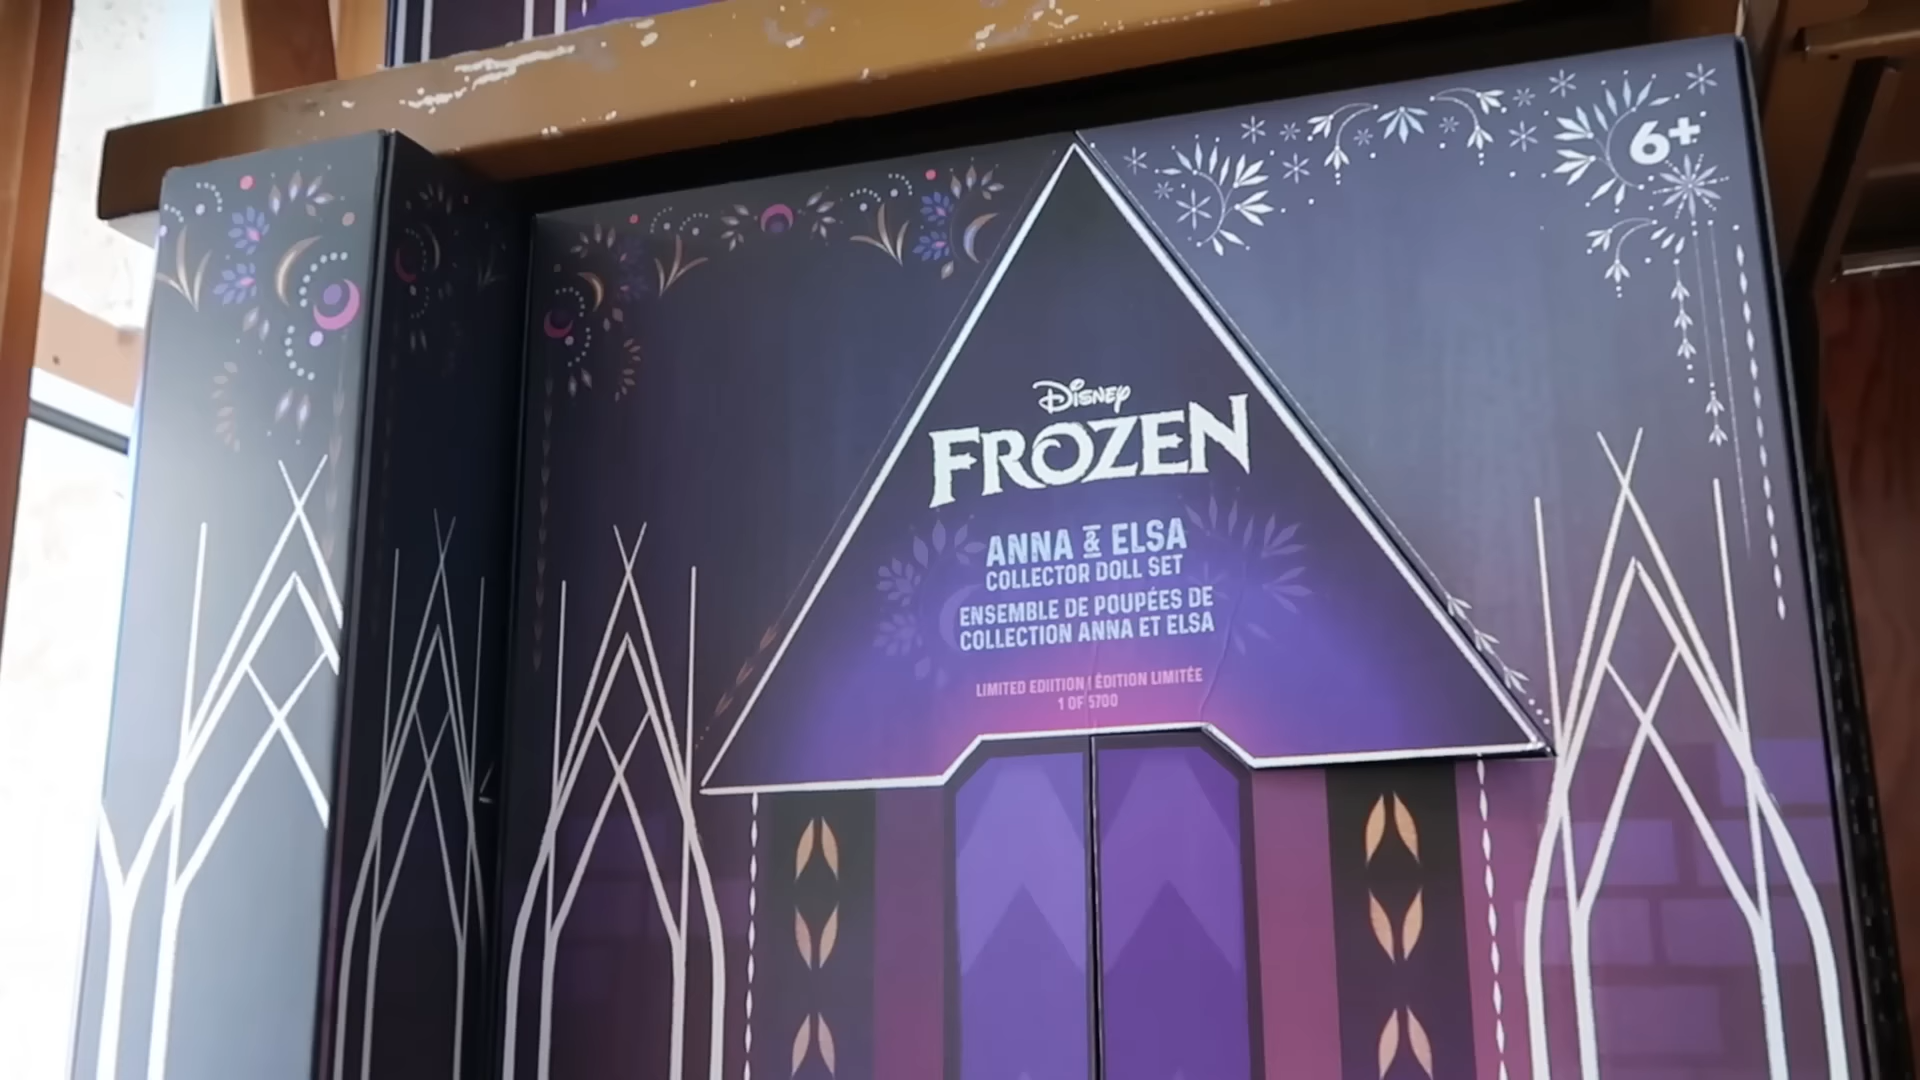 6+
Disney
FROZEN
ANNA & ELSA
COLLECTOR DOLL SET
ENSEMBLE DE POUPÉES DE
COLLECTION ANNA ET ELSA
LIMITED EDIITION | ÉDITION LIMITÉE
1 OF 5700